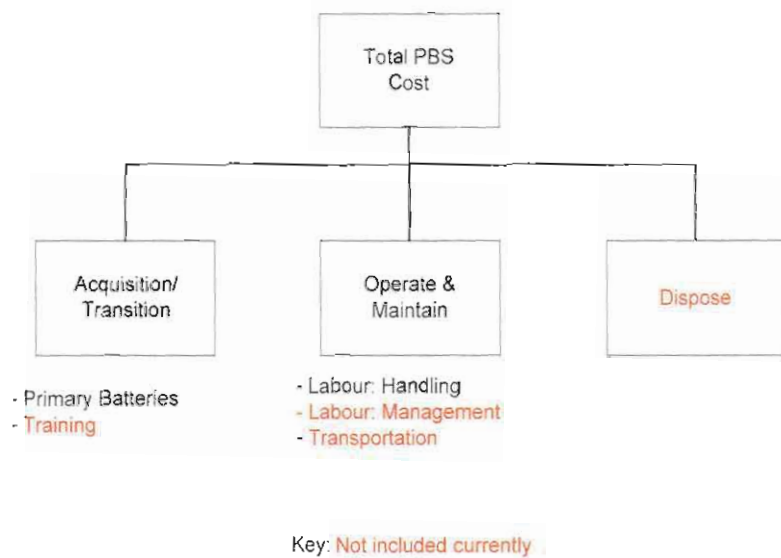 Total PBS
Cost
Acquisition/
Transition
Operate &
Maintain
Dispose
- Primary Batteries
- Training
- Labour: Handling
- Labour: Management
- Transportation
Key: Not included currently